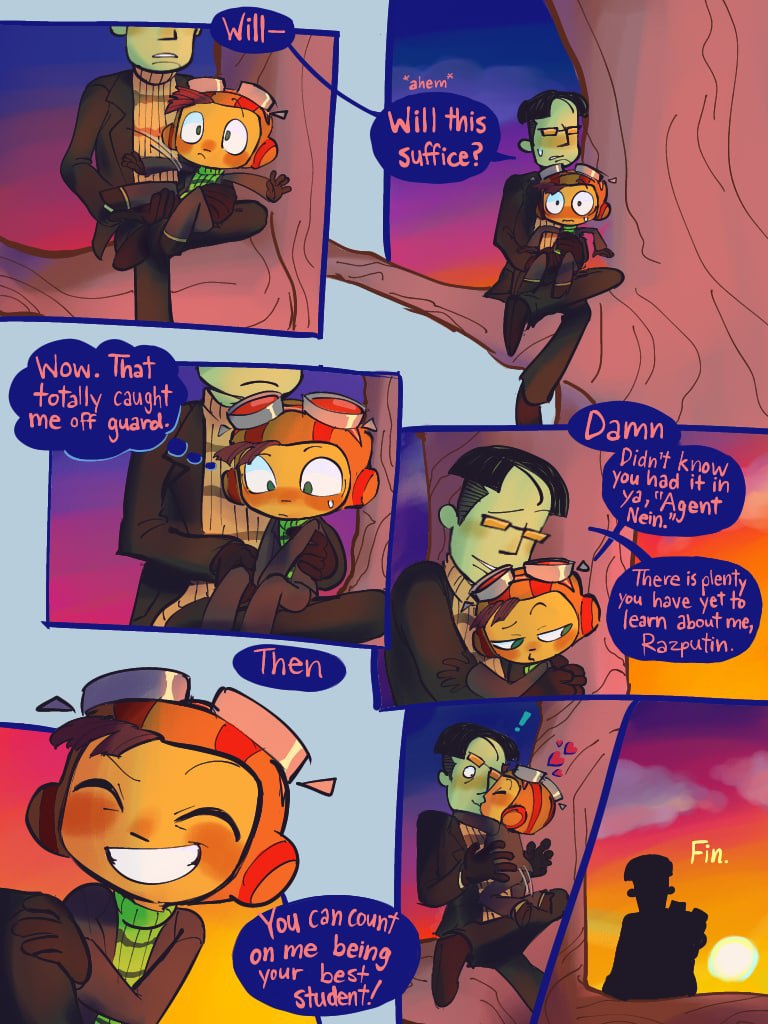 Will—
*ahem*
Will this
suffice?
Wow. That
totally caught
me off guard.
Damn
Didn't know
you had it in
ya, "Agent
Nein."
There is plenty
you have yet to
learn about me,
Razputin.
Then
You can count
on me being
your best
student!
!
Fin.